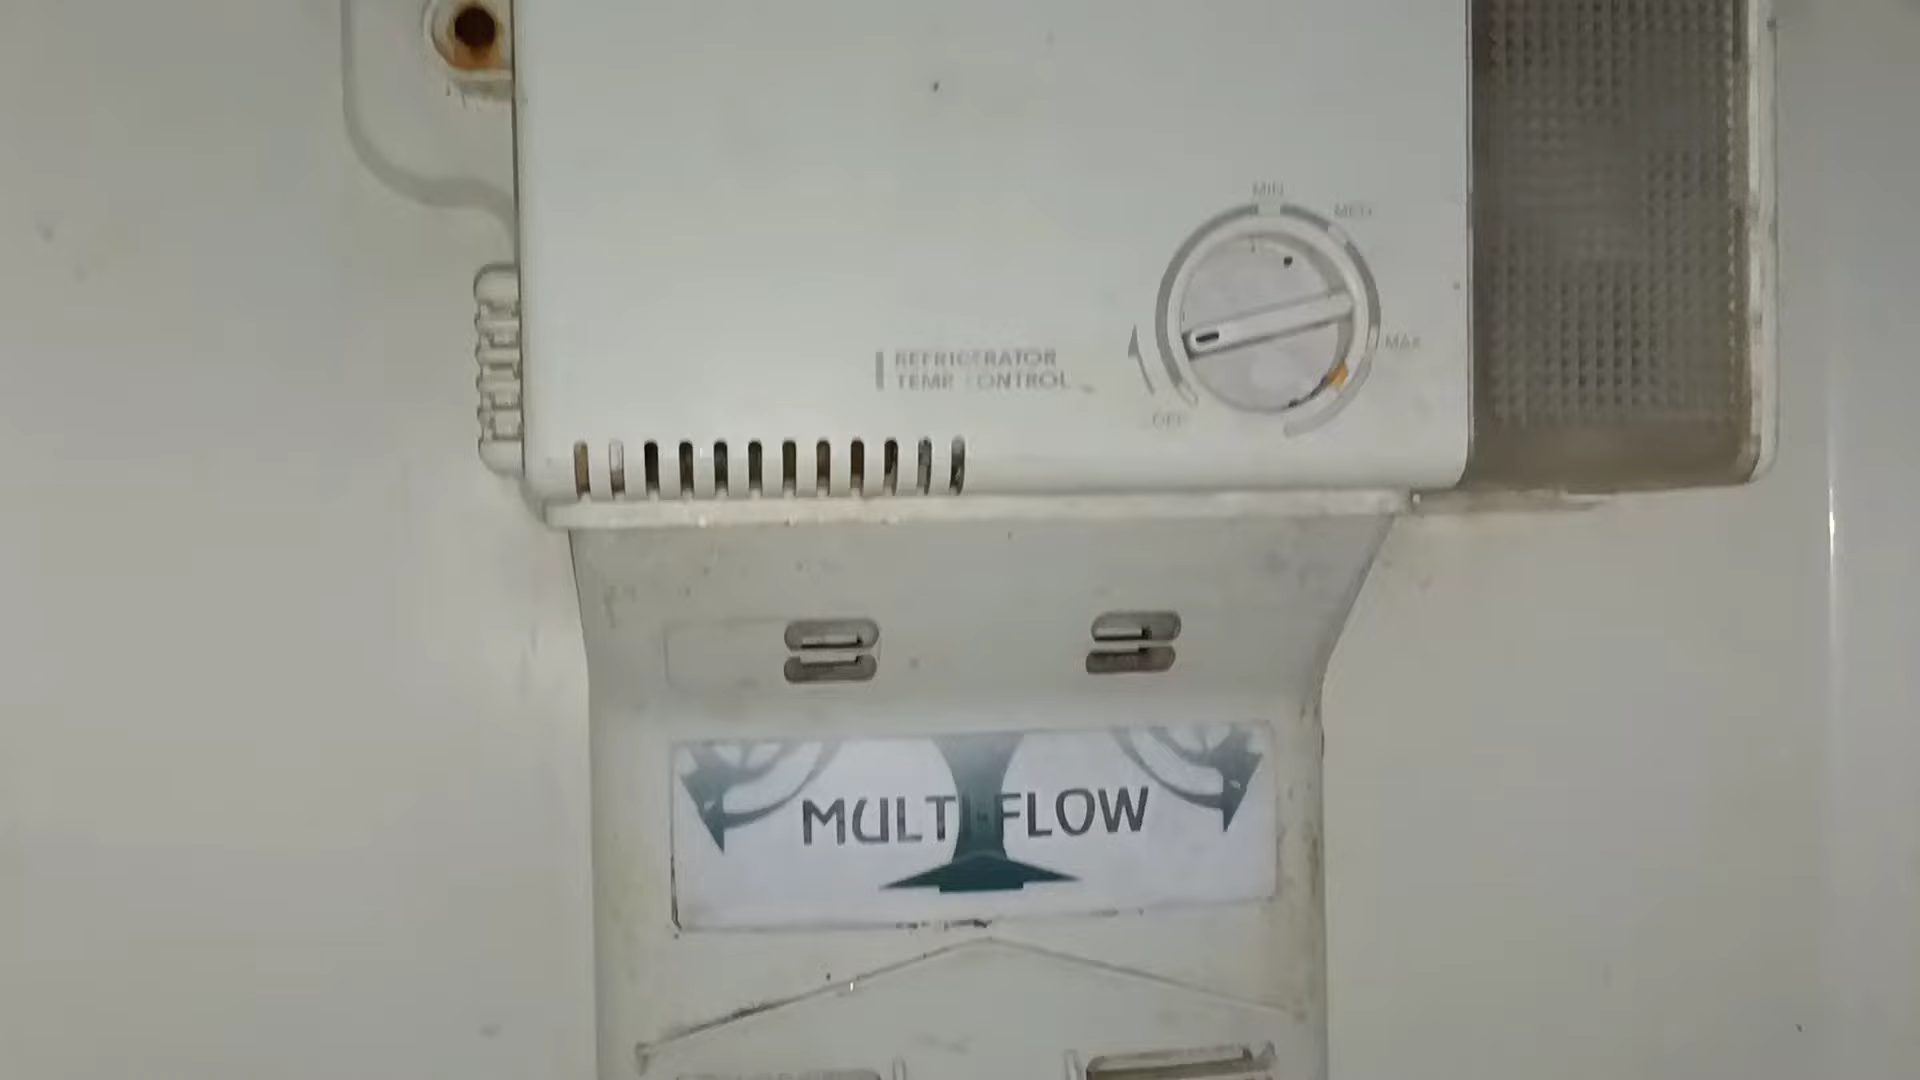 MIN
MED
REFRIGERATOR
TEMP CONTROL
MAX
OFF
MULTI-FLOW